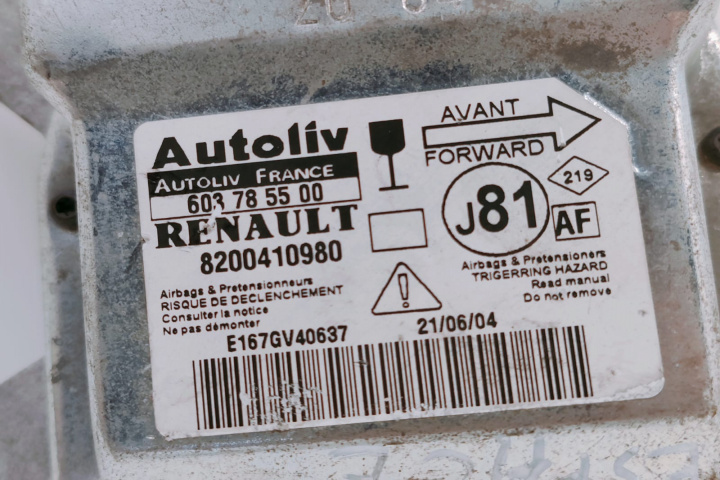 Autoliv
AUTOLIV FRANCE
603 78 55 00
RENAULT
8200410980
AVANT
FORWARD
219
J81
AF
Airbags & Pretensionneurs
RISQUE DE DECLENCHEMENT
Consulter la notice
Ne pas démonter
Airbags & Pretensioners
TRIGERRING HAZARD
Read manual
Do not remove
E167GV40637
21/06/04